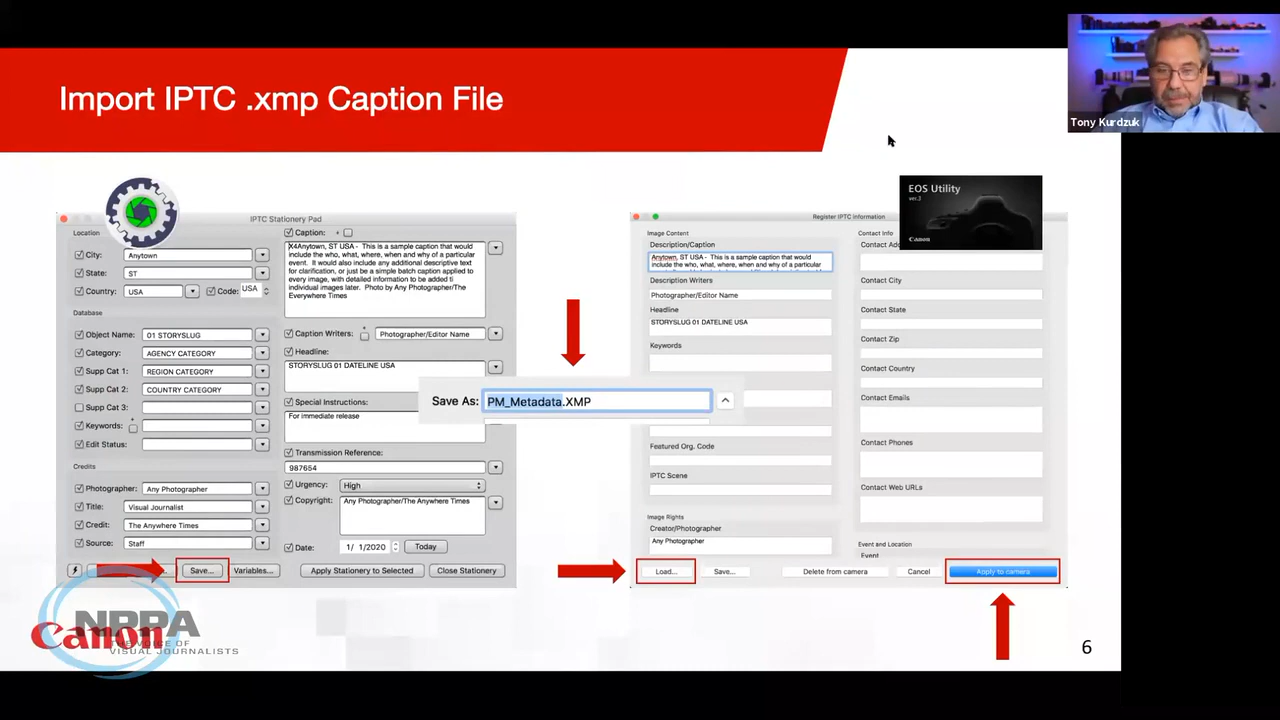 Import IPTC .xmp Caption File
Tony Kurdzuk
IPTC Stationery Pad
Location
City:
Anytown
State:
ST
Country:
USA
Code:
USA
Database
Object Name:
01 STORYSLUG
Category:
AGENCY CATEGORY
Supp Cat 1:
REGION CATEGORY
Supp Cat 2:
COUNTRY CATEGORY
Supp Cat 3:
Keywords:
Edit Status:
Credits
Photographer:
Any Photographer
Title:
Visual Journalist
Credit:
The Anywhere Times
Source:
Staff
Caption:
X4Anytown, ST USA - This is a sample caption that would
include the who, what, where, when and why of a particular
event. It would also include any additional descriptive text
for clarification, or just be a simple batch caption applied to
every image, with detailed information to be added ti
individual images later. Photo by Any Photographer/The
Everywhere Times
Caption Writers:
Photographer/Editor Name
Headline:
STORYSLUG 01 DATELINE USA
Special Instructions:
For immediate release
Transmission Reference:
987654
Urgency:
High
Copyright:
Any Photographer/The Anywhere Times
Date:
1/ 1/2020
Today
Save...
Variables...
Apply Stationery to Selected
Close Stationery
Save As:
PM_Metadata.XMP
EOS Utility
ver.3
Canon
Register IPTC Information
Image Content
Description/Caption
Anytown, ST USA - This is a sample caption that would
include the who, what, where, when and why of a particular
Description Writers
Photographer/Editor Name
Headline
STORYSLUG 01 DATELINE USA
Keywords
Featured Org. Code
IPTC Scene
Image Rights
Creator/Photographer
Any Photographer
Contact Info
Contact
Contact City
Contact State
Contact Zip
Contact Country
Contact Emails
Contact Phones
Contact Web URLs
Event and Location
Event
Load...
Save...
Delete from camera
Cancel
Apply to camera
Canon
NPPA
THE VOICE OF
VISUAL JOURNALISTS
6